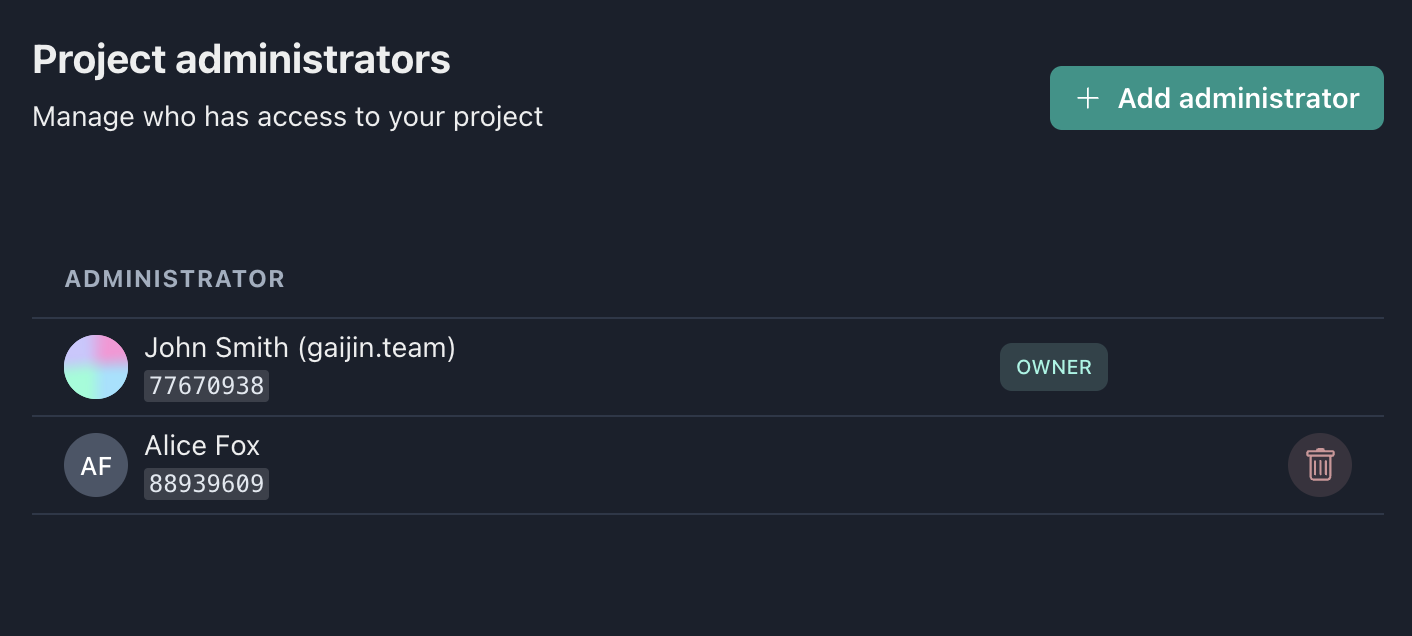 Project administrators
Manage who has access to your project
+ Add administrator
ADMINISTRATOR
John Smith (gaijin.team)
77670938
OWNER
AF
Alice Fox
88939609